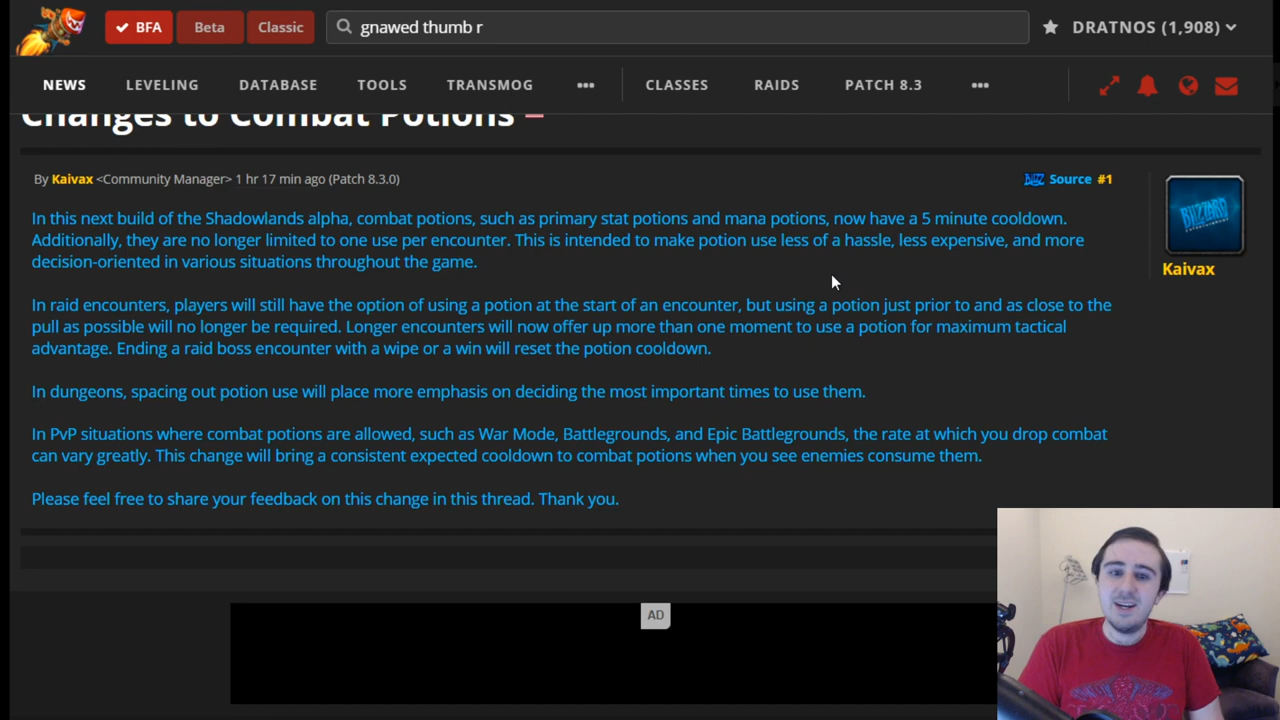 BFA Beta Classic gnawed thumb r DRATNOS (1,908)
NEWS LEVELING DATABASE TOOLS TRANSMOG ••• CLASSES RAIDS PATCH 8.3 •••
Changes to Combat Potions –
By Kaivax <Community Manager> 1 hr 17 min ago (Patch 8.3.0) BLIZ Source #1
In this next build of the Shadowlands alpha, combat potions, such as primary stat potions and mana potions, now have a 5 minute cooldown.
Additionally, they are no longer limited to one use per encounter. This is intended to make potion use less of a hassle, less expensive, and more
decision-oriented in various situations throughout the game.
BLIZZARD
Kaivax
In raid encounters, players will still have the option of using a potion at the start of an encounter, but using a potion just prior to and as close to the
pull as possible will no longer be required. Longer encounters will now offer up more than one moment to use a potion for maximum tactical
advantage. Ending a raid boss encounter with a wipe or a win will reset the potion cooldown.
In dungeons, spacing out potion use will place more emphasis on deciding the most important times to use them.
In PvP situations where combat potions are allowed, such as War Mode, Battlegrounds, and Epic Battlegrounds, the rate at which you drop combat
can vary greatly. This change will bring a consistent expected cooldown to combat potions when you see enemies consume them.
Please feel free to share your feedback on this change in this thread. Thank you.
AD